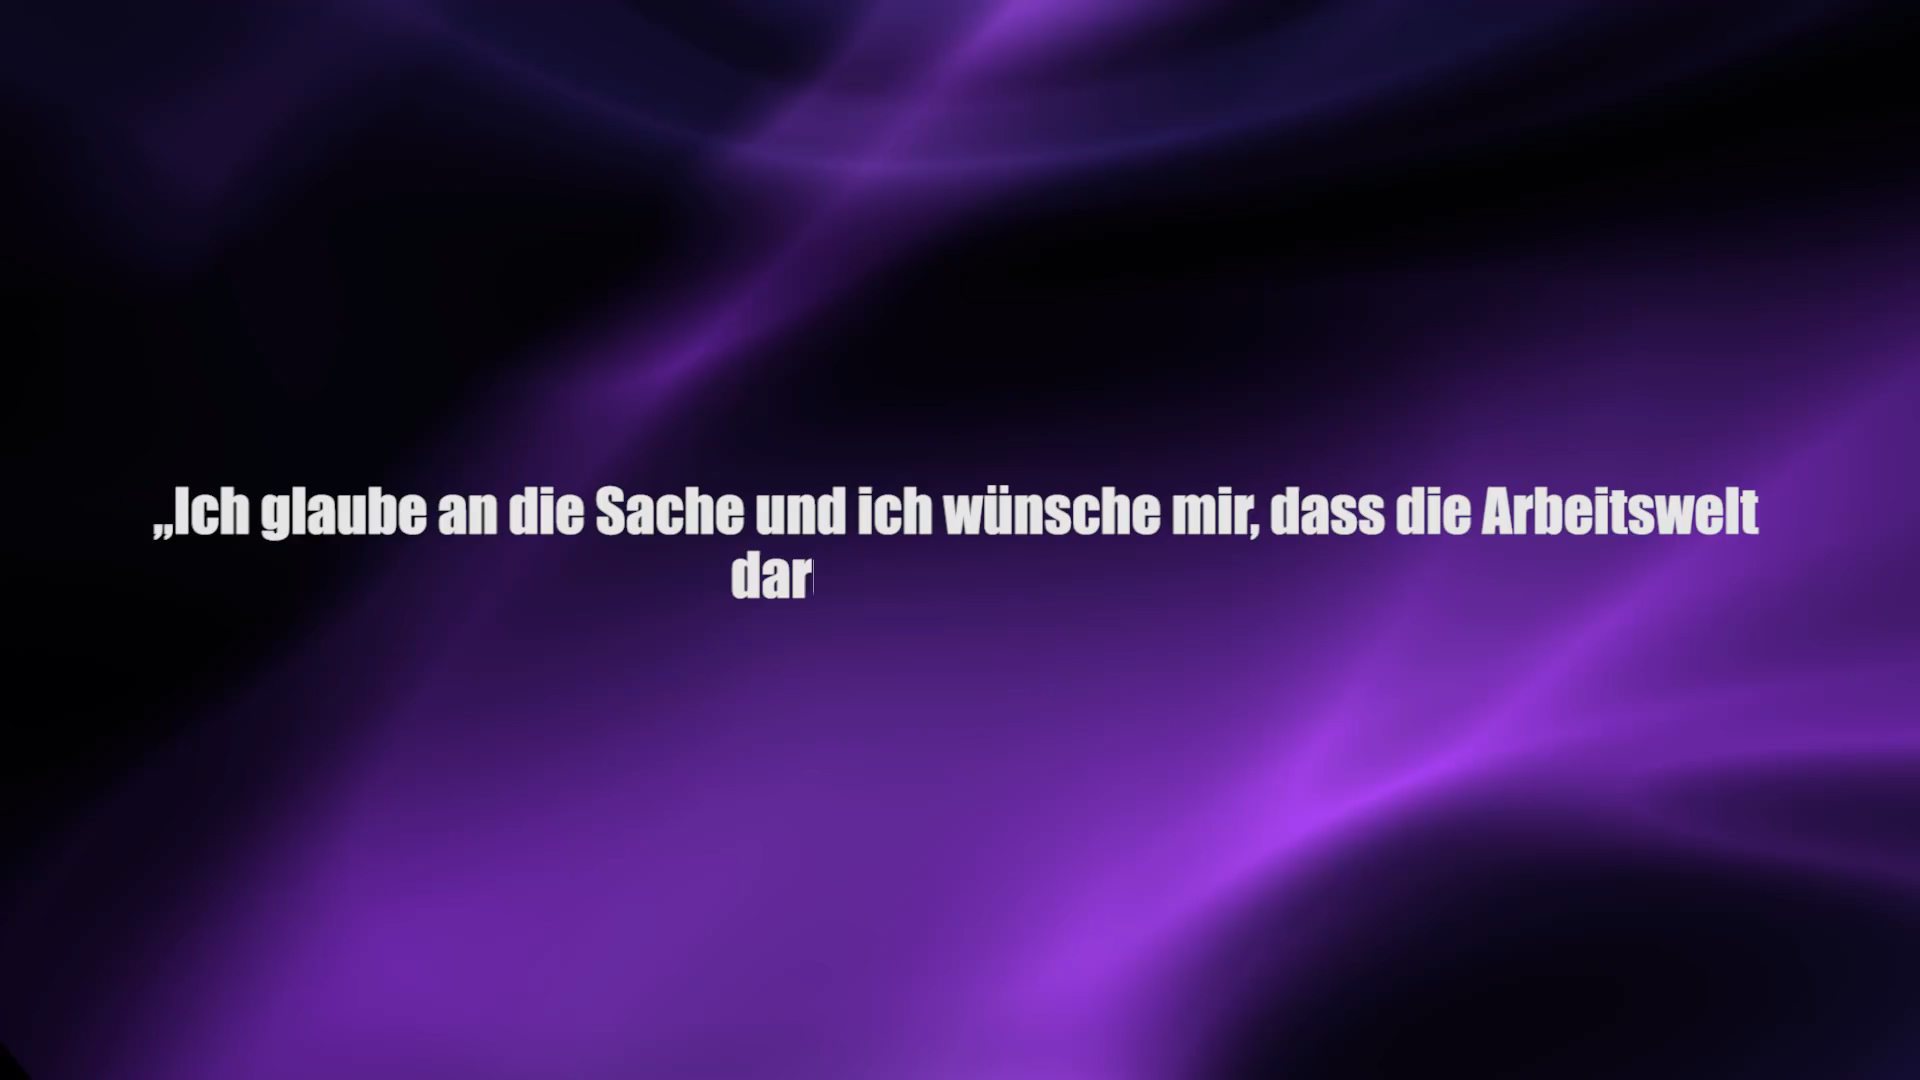 „Ich glaube an die Sache und ich wünsche mir, dass die Arbeitswelt
dar